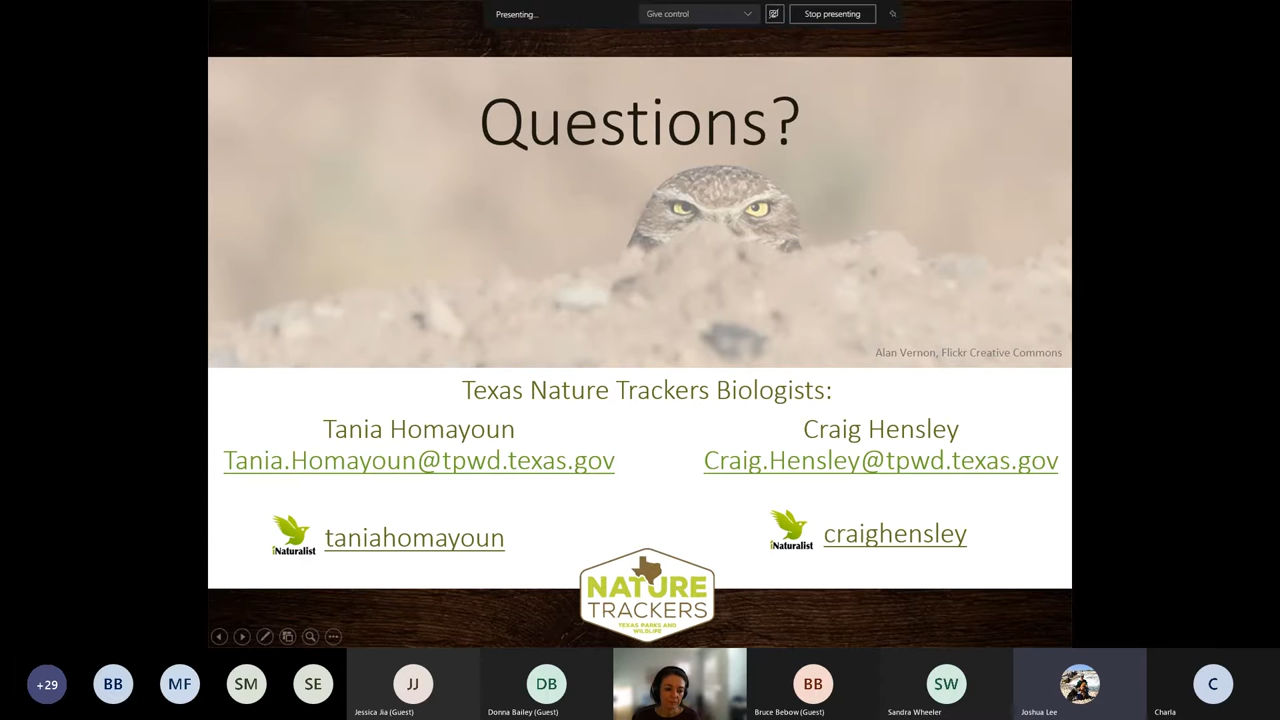 Presenting...
Give control
Stop presenting
Questions?
Alan Vernon, Flickr Creative Commons
Texas Nature Trackers Biologists:
Tania Homayoun
Tania.Homayoun@tpwd.texas.gov
Craig Hensley
Craig.Hensley@tpwd.texas.gov
iNaturalist
taniahomayoun
iNaturalist
craighensley
NATURE
TRACKERS
TEXAS PARKS AND
WILDLIFE
+29
BB
MF
SM
SE
JJ
Jessica Jia (Guest)
DB
Donna Bailey (Guest)
BB
Bruce Bebow (Guest)
SW
Sandra Wheeler
Joshua Lee
C
Charla